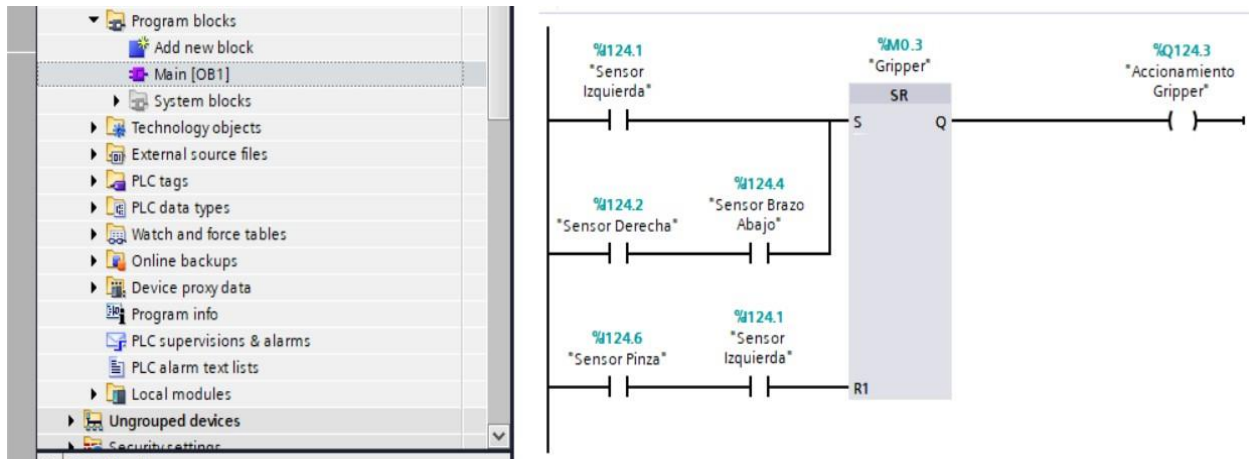 Program blocks
Add new block
Main [OB1]
System blocks
Technology objects
External source files
PLC tags
PLC data types
Watch and force tables
Online backups
Device proxy data
Program info
PLC supervisions & alarms
PLC alarm text lists
Local modules
Ungrouped devices
Security settings
%I124.1
"Sensor
Izquierda"
%M0.3
"Gripper"
SR
S
Q
%Q124.3
"Accionamiento
Gripper"
%I124.2
"Sensor Derecha"
%I124.4
"Sensor Brazo
Abajo"
%I124.6
"Sensor Pinza"
%I124.1
"Sensor
Izquierda"
R1